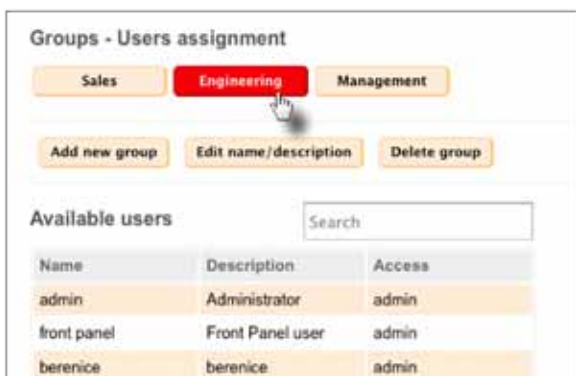 Groups - Users assignment
Sales Engineering Management
Add new group Edit name/description Delete group
Available users Search
Name Description Access
admin Administrator admin
front panel Front Panel user admin
berenice berenice admin